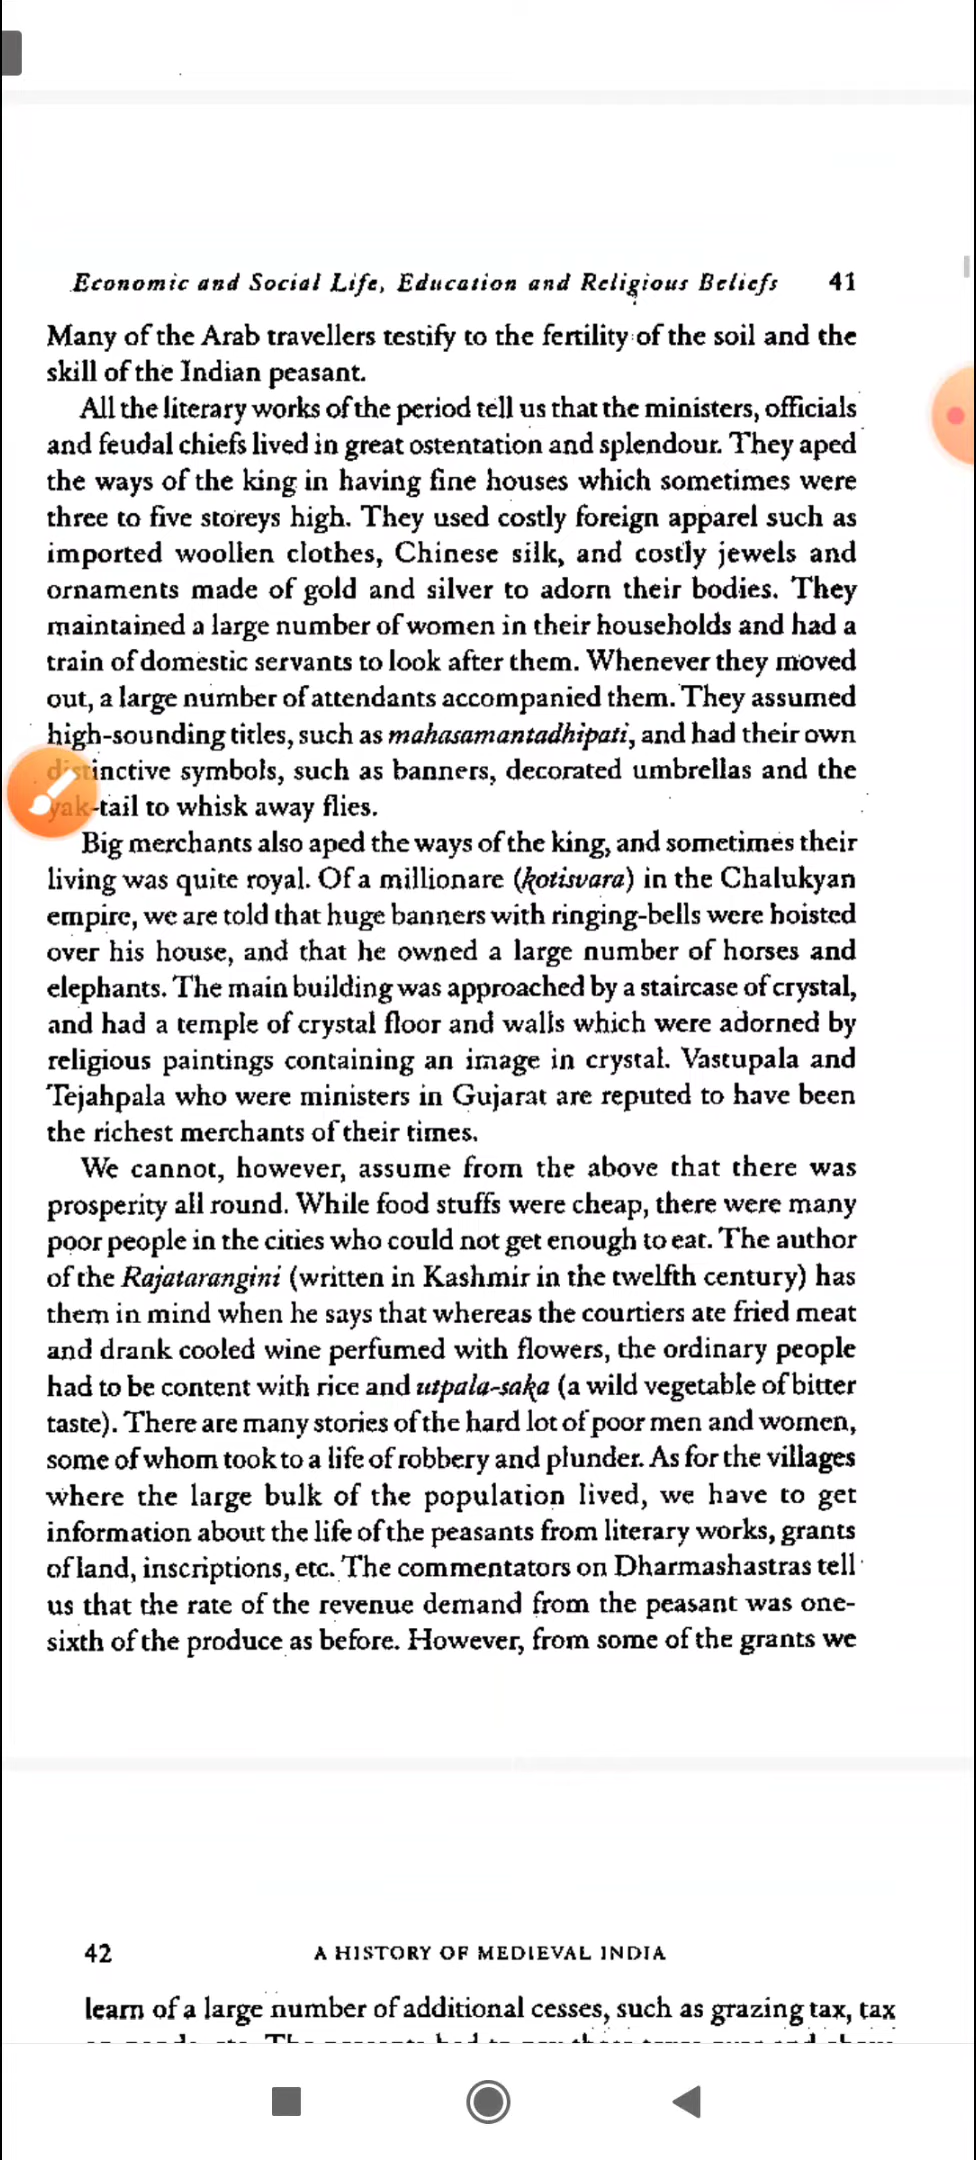 Economic and Social Life, Education and Religious Beliefs 41
Many of the Arab travellers testify to the fertility of the soil and the
skill of the Indian peasant.
All the literary works of the period tell us that the ministers, officials
and feudal chiefs lived in great ostentation and splendour. They aped
the ways of the king in having fine houses which sometimes were
three to five storeys high. They used costly foreign apparel such as
imported woollen clothes, Chinese silk, and costly jewels and
ornaments made of gold and silver to adorn their bodies. They
maintained a large number of women in their households and had a
train of domestic servants to look after them. Whenever they moved
out, a large number of attendants accompanied them. They assumed
high-sounding titles, such as mahasamantadhipati, and had their own
distinctive symbols, such as banners, decorated umbrellas and the
yak-tail to whisk away flies.
Big merchants also aped the ways of the king, and sometimes their
living was quite royal. Of a millionare (kotisvara) in the Chalukyan
empire, we are told that huge banners with ringing-bells were hoisted
over his house, and that he owned a large number of horses and
elephants. The main building was approached by a staircase of crystal,
and had a temple of crystal floor and walls which were adorned by
religious paintings containing an image in crystal. Vastupala and
Tejahpala who were ministers in Gujarat are reputed to have been
the richest merchants of their times.
We cannot, however, assume from the above that there was
prosperity all round. While food stuffs were cheap, there were many
poor people in the cities who could not get enough to eat. The author
of the Rajatarangini (written in Kashmir in the twelfth century) has
them in mind when he says that whereas the courtiers ate fried meat
and drank cooled wine perfumed with flowers, the ordinary people
had to be content with rice and utpala-saka (a wild vegetable of bitter
taste). There are many stories of the hard lot of poor men and women,
some of whom took to a life of robbery and plunder. As for the villages
where the large bulk of the population lived, we have to get
information about the life of the peasants from literary works, grants
of land, inscriptions, etc. The commentators on Dharmashastras tell
us that the rate of the revenue demand from the peasant was one-
sixth of the produce as before. However, from some of the grants we
42 A HISTORY OF MEDIEVAL INDIA
learn of a large number of additional cesses, such as grazing tax, tax